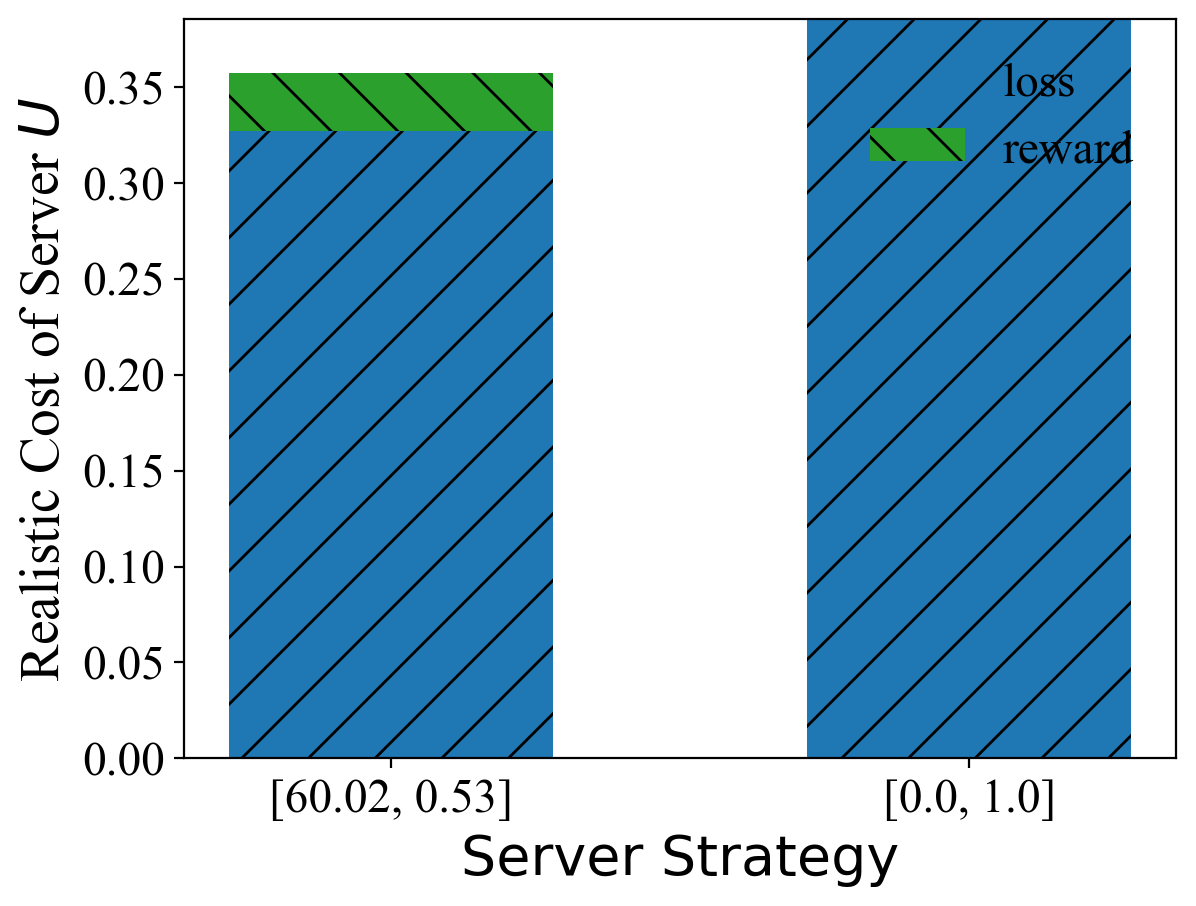 Realistic Cost of Server U
0.35
0.30
0.25
0.20
0.15
0.10
0.05
0.00
loss
reward
[60.02, 0.53]
[0.0, 1.0]
Server Strategy